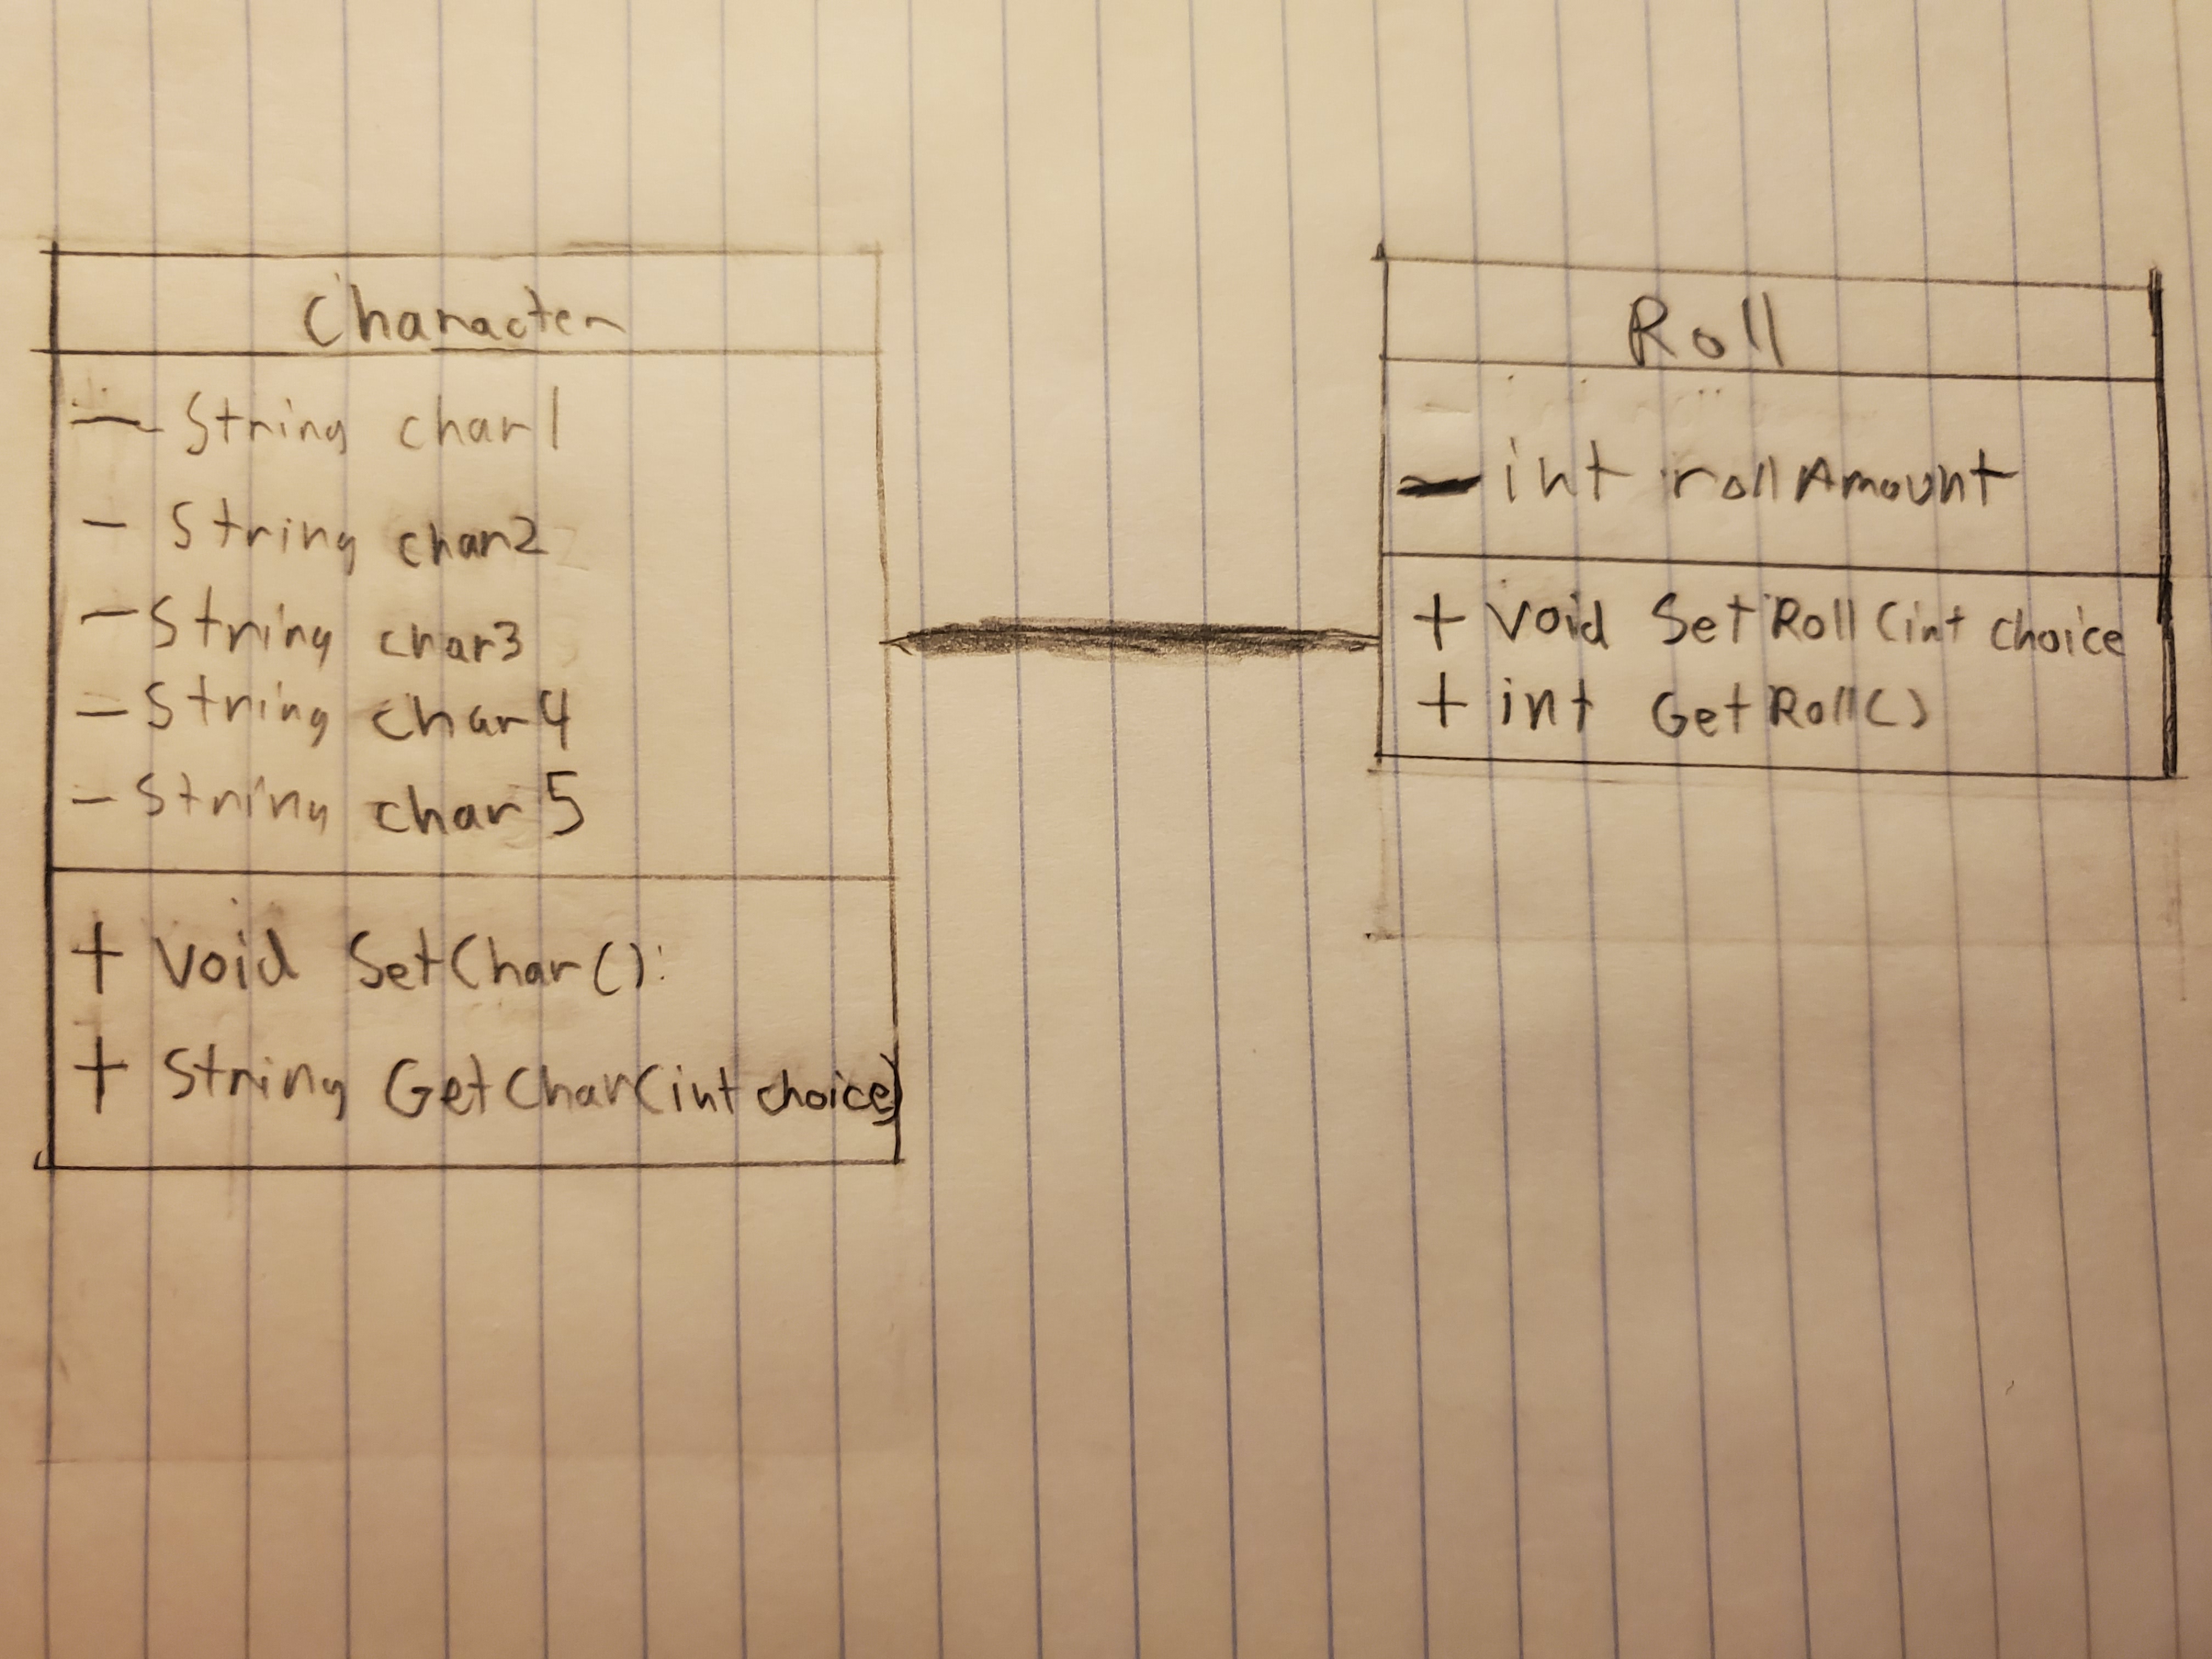 Character
- String char1
- String char2
- String char3
- String char4
- String char5
+ Void SetChar():
+ String GetChar(int choice)
Roll
- int rollAmount
+ Void SetRoll(int choice
+ int GetRoll()